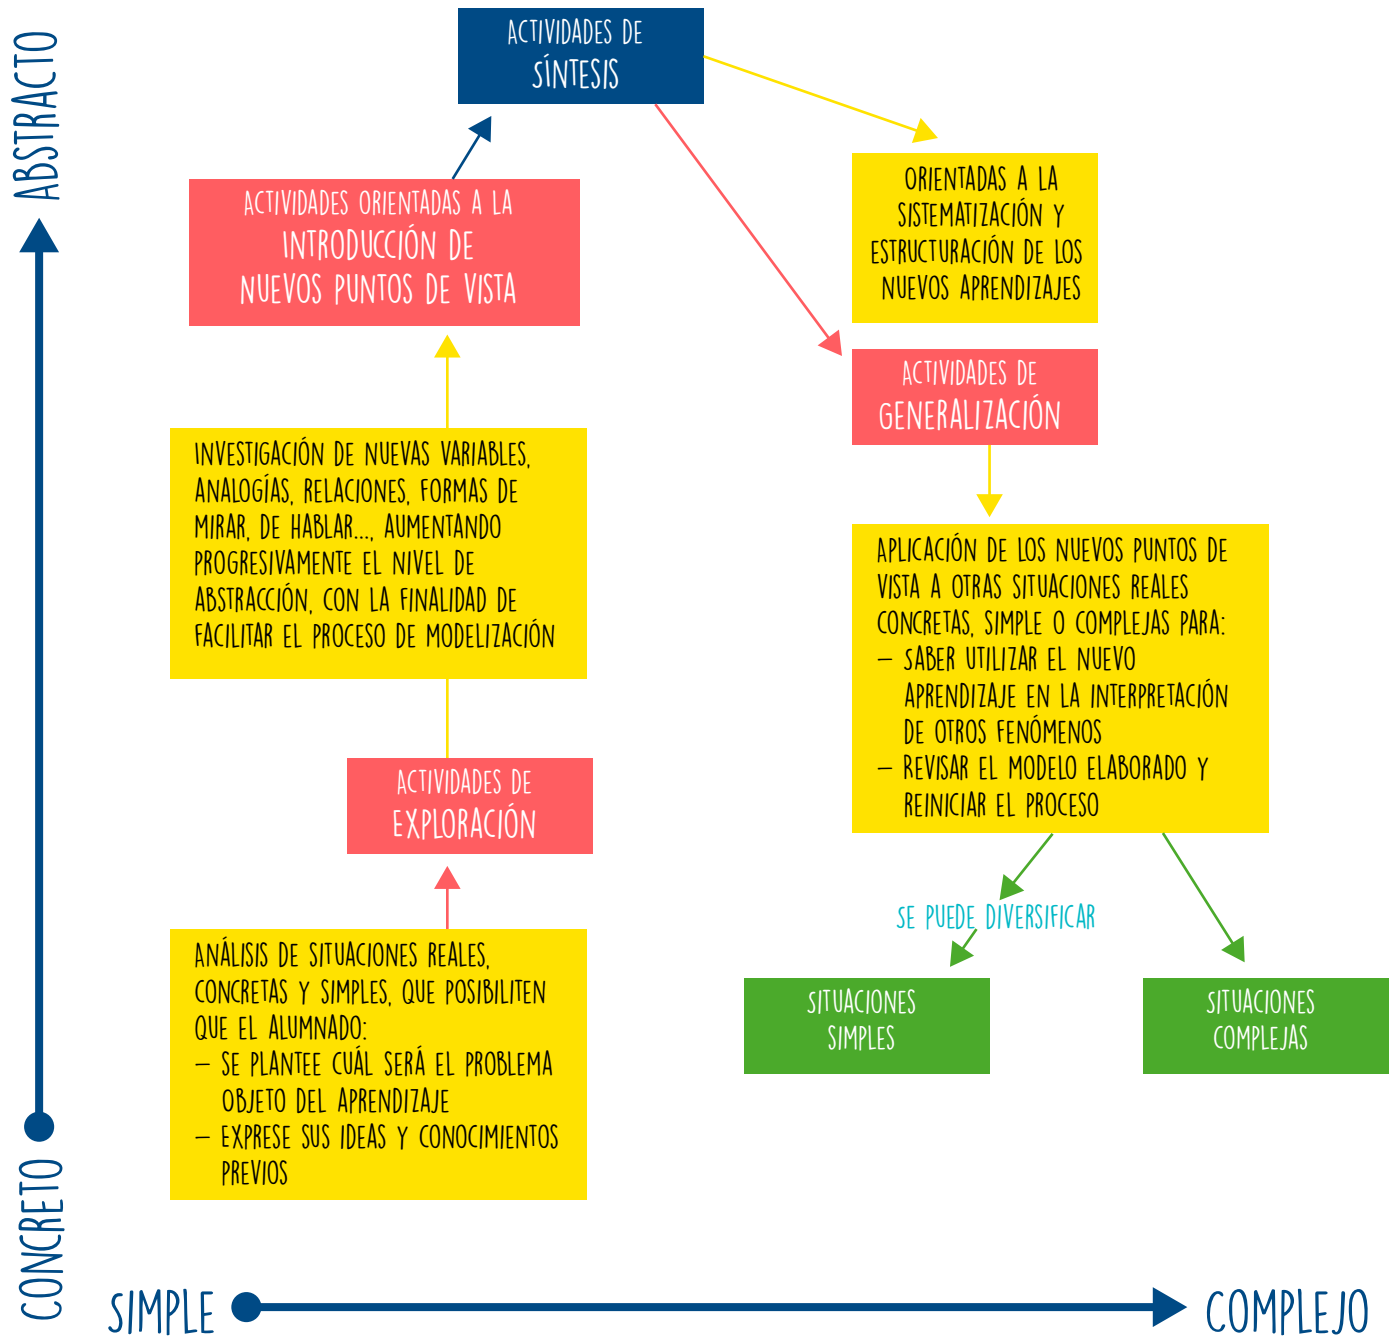 ABSTRACTO
CONCRETO
ACTIVIDADES DE
SÍNTESIS
ACTIVIDADES ORIENTADAS A LA
INTRODUCCIÓN DE
NUEVOS PUNTOS DE VISTA
INVESTIGACIÓN DE NUEVAS VARIABLES,
ANALOGÍAS, RELACIONES, FORMAS DE
MIRAR, DE HABLAR..., AUMENTANDO
PROGRESIVAMENTE EL NIVEL DE
ABSTRACCIÓN, CON LA FINALIDAD DE
FACILITAR EL PROCESO DE MODELIZACIÓN
ACTIVIDADES DE
EXPLORACIÓN
ANÁLISIS DE SITUACIONES REALES,
CONCRETAS Y SIMPLES, QUE POSIBILITEN
QUE EL ALUMNADO:
– SE PLANTEE CUÁL SERÁ EL PROBLEMA
OBJETO DEL APRENDIZAJE
– EXPRESE SUS IDEAS Y CONOCIMIENTOS
PREVIOS
ORIENTADAS A LA
SISTEMATIZACIÓN Y
ESTRUCTURACIÓN DE LOS
NUEVOS APRENDIZAJES
ACTIVIDADES DE
GENERALIZACIÓN
APLICACIÓN DE LOS NUEVOS PUNTOS DE
VISTA A OTRAS SITUACIONES REALES
CONCRETAS, SIMPLE O COMPLEJAS PARA:
– SABER UTILIZAR EL NUEVO
APRENDIZAJE EN LA INTERPRETACIÓN
DE OTROS FENÓMENOS
– REVISAR EL MODELO ELABORADO Y
REINICIAR EL PROCESO
SE PUEDE DIVERSIFICAR
SITUACIONES
SIMPLES
SITUACIONES
COMPLEJAS
SIMPLE
COMPLEJO